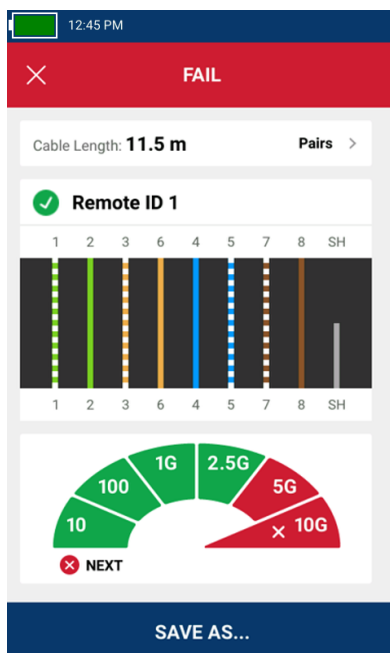 12:45 PM
FAIL
Cable Length: 11.5 m Pairs >
Remote ID 1
1 2 3 6 4 5 7 8 SH
1 2 3 6 4 5 7 8 SH
10 100 1G 2.5G 5G 10G
NEXT
SAVE AS...